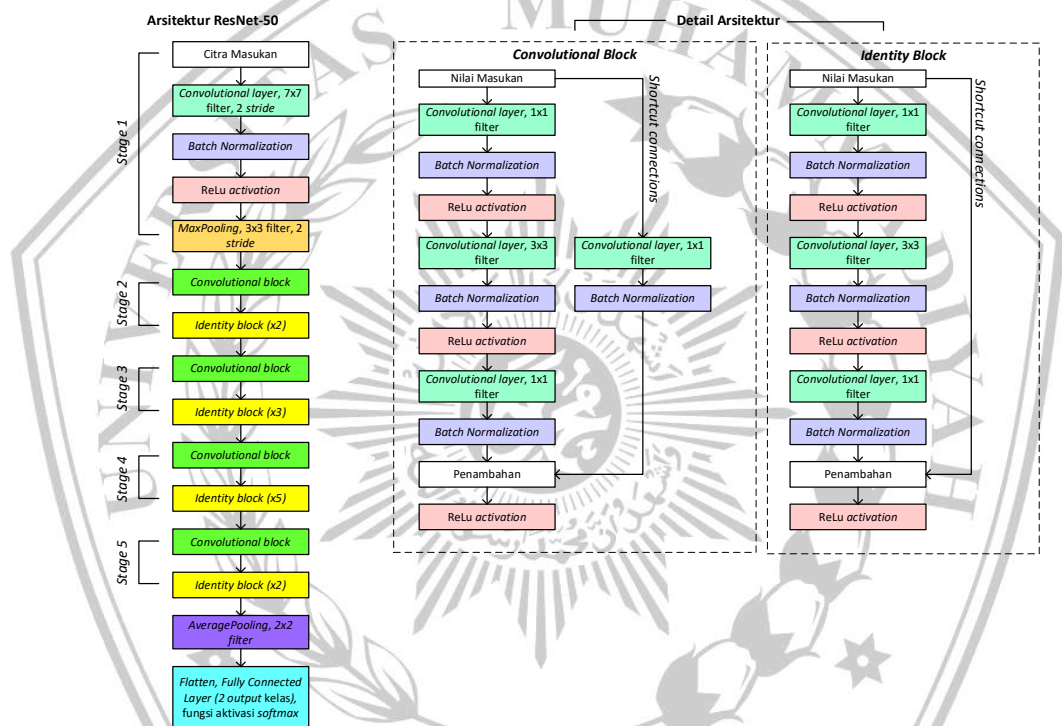 Arsitektur ResNet-50
Citra Masukan
Convolutional layer, 7x7
filter, 2 stride
Batch Normalization
ReLu activation
MaxPooling, 3x3 filter, 2
stride
Stage 1
Convolutional block
Identity block (x2)
Stage 2
Convolutional block
Identity block (x3)
Stage 3
Convolutional block
Identity block (x5)
Stage 4
Convolutional block
Identity block (x2)
Stage 5
AveragePooling, 2x2
filter
Flatten, Fully Connected
Layer (2 output kelas),
fungsi aktivasi softmax
Detail Arsitektur
Convolutional Block
Nilai Masukan
Convolutional layer, 1x1
filter
Batch Normalization
ReLu activation
Convolutional layer, 3x3
filter
Batch Normalization
ReLu activation
Convolutional layer, 1x1
filter
Batch Normalization
Penambahan
ReLu activation
Shortcut connections
Convolutional layer, 1x1
filter
Batch Normalization
Identity Block
Nilai Masukan
Convolutional layer, 1x1
filter
Batch Normalization
ReLu activation
Convolutional layer, 3x3
filter
Batch Normalization
ReLu activation
Convolutional layer, 1x1
filter
Batch Normalization
Penambahan
ReLu activation
Shortcut connections